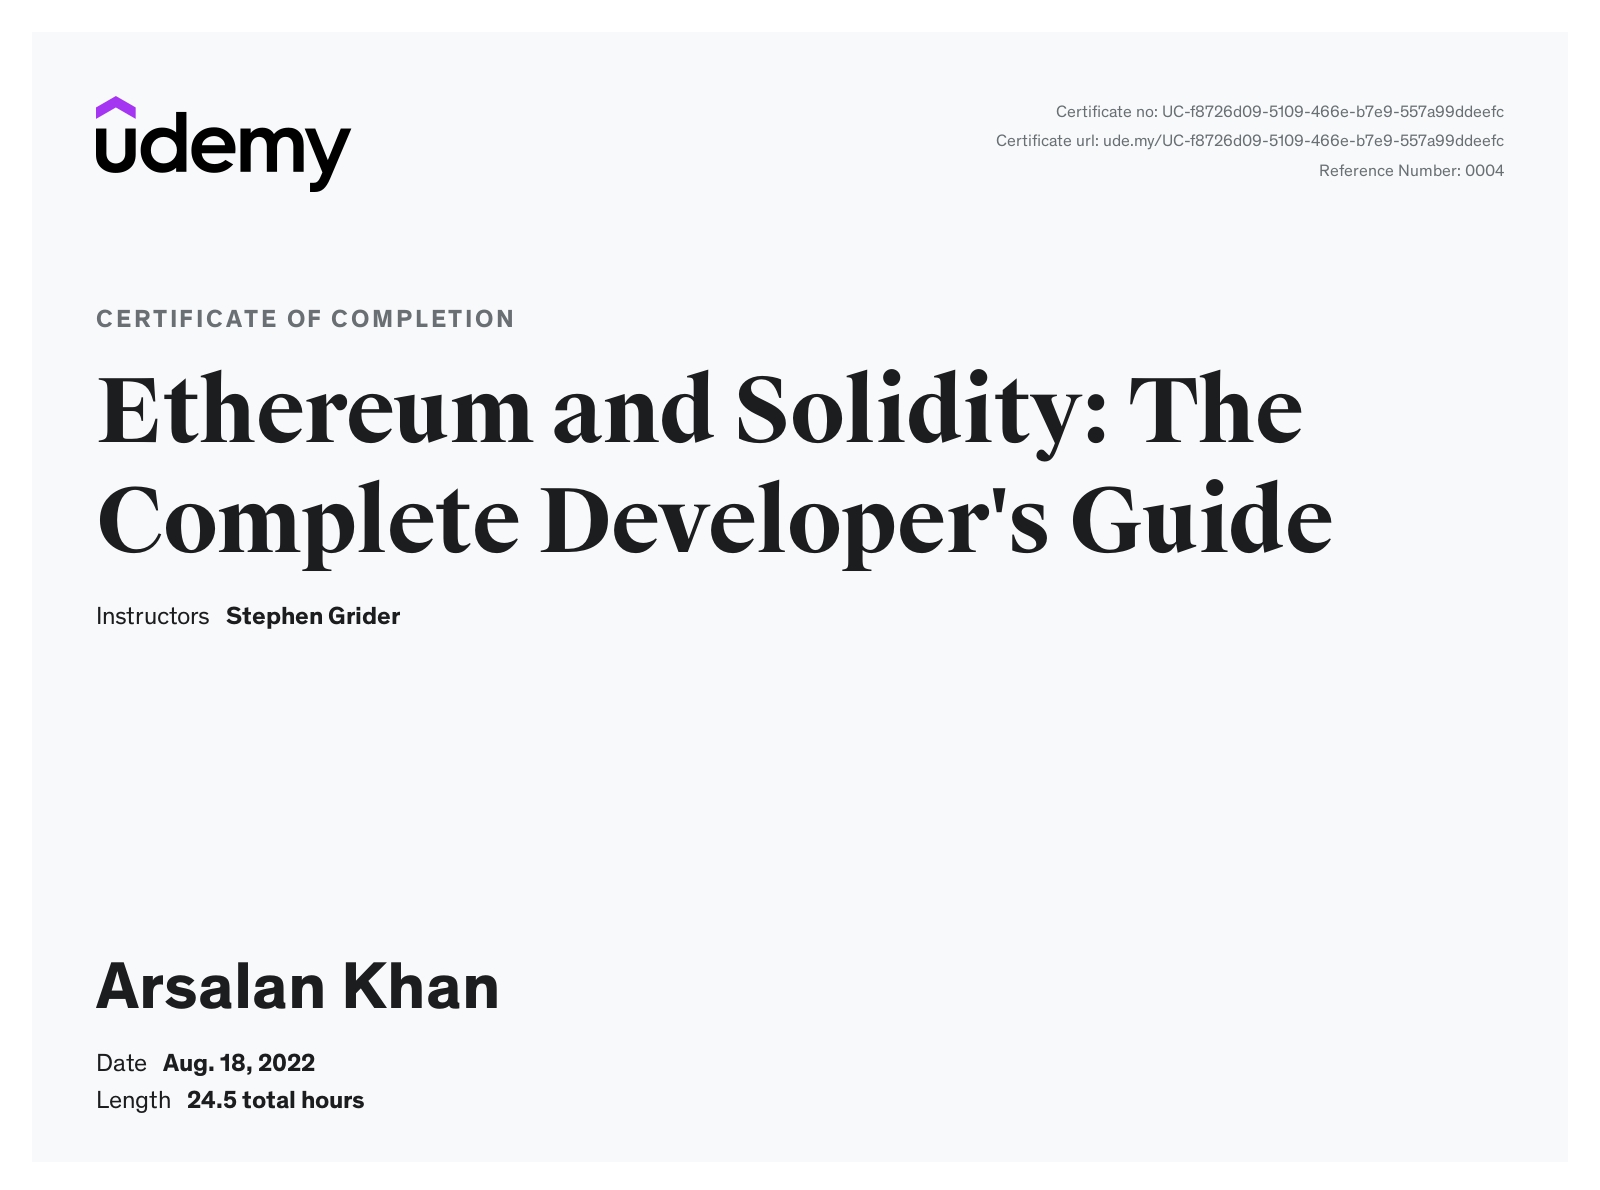 udemy
Certificate no: UC-f8726d09-5109-466e-b7e9-557a99ddeefc
Certificate url: ude.my/UC-f8726d09-5109-466e-b7e9-557a99ddeefc
Reference Number: 0004
CERTIFICATE OF COMPLETION
Ethereum and Solidity: The
Complete Developer's Guide
Instructors Stephen Grider
Arsalan Khan
Date Aug. 18, 2022
Length 24.5 total hours